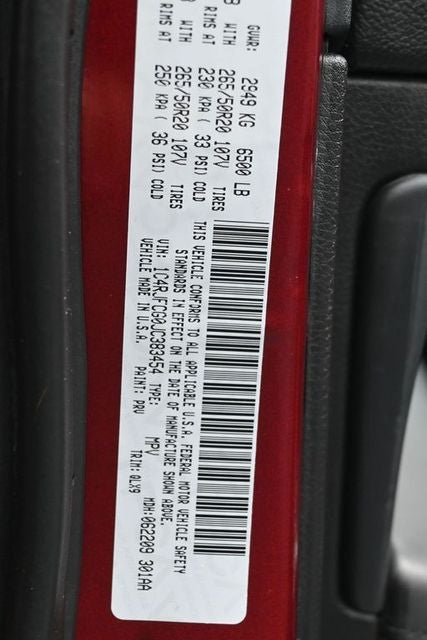 GVWR: 2949 KG 6500 LB
WITH 265/50R20 107V TIRES
RIMS AT 230 KPA ( 33 PSI) COLD
WITH 265/50R20 107V TIRES
RIMS AT 250 KPA ( 36 PSI) COLD
THIS VEHICLE CONFORMS TO ALL APPLICABLE U.S.A. FEDERAL MOTOR VEHICLE SAFETY
STANDARDS IN EFFECT ON THE DATE OF MANUFACTURE SHOWN ABOVE.
VIN: 1C4RJFCG0JC383454 TYPE: MPV MDH:062209 301AA
VEHICLE MADE IN U.S.A. PAINT: PRV TRIM: QLX9